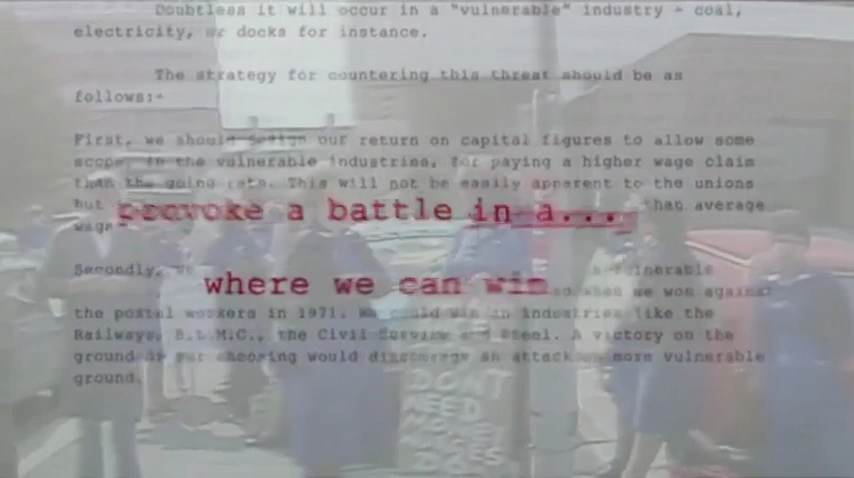 Doubtless it will occur in a "vulnerable" industry - coal,
electricity, or docks for instance.
The strategy for countering this threat should be as
follows:-
First, we should design our return on capital figures to allow some
scope, in the vulnerable industries, for paying a higher wage claim
than the going rate. This will not be easily apparent to the unions
but than average
provoke a battle in a...
wage
Secondly, we vulnerable
where we can win
when we won against
the postal workers in 1971. We could win in industries like the
Railways, B.L.M.C., the Civil Service and Steel. A victory on the
ground of our choosing would discourage an attack on more vulnerable
ground.
DON'T
NEED